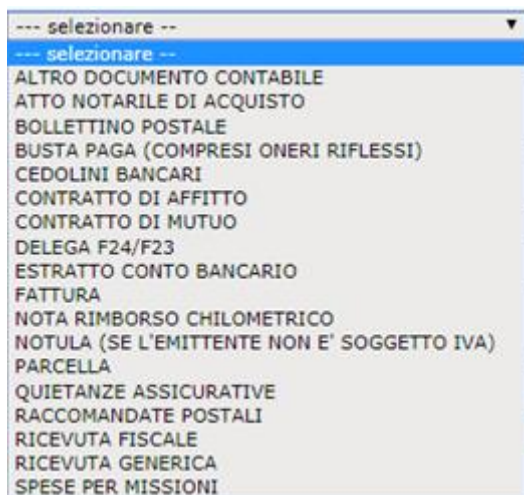 --- selezionare --
--- selezionare --
ALTRO DOCUMENTO CONTABILE
ATTO NOTARILE DI ACQUISTO
BOLLETTINO POSTALE
BUSTA PAGA (COMPRESI ONERI RIFLESSI)
CEDOLINI BANCARI
CONTRATTO DI AFFITTO
CONTRATTO DI MUTUO
DELEGA F24/F23
ESTRATTO CONTO BANCARIO
FATTURA
NOTA RIMBORSO CHILOMETRICO
NOTULA (SE L'EMITTENTE NON E' SOGGETTO IVA)
PARCELLA
QUIETANZE ASSICURATIVE
RACCOMANDATE POSTALI
RICEVUTA FISCALE
RICEVUTA GENERICA
SPESE PER MISSIONI